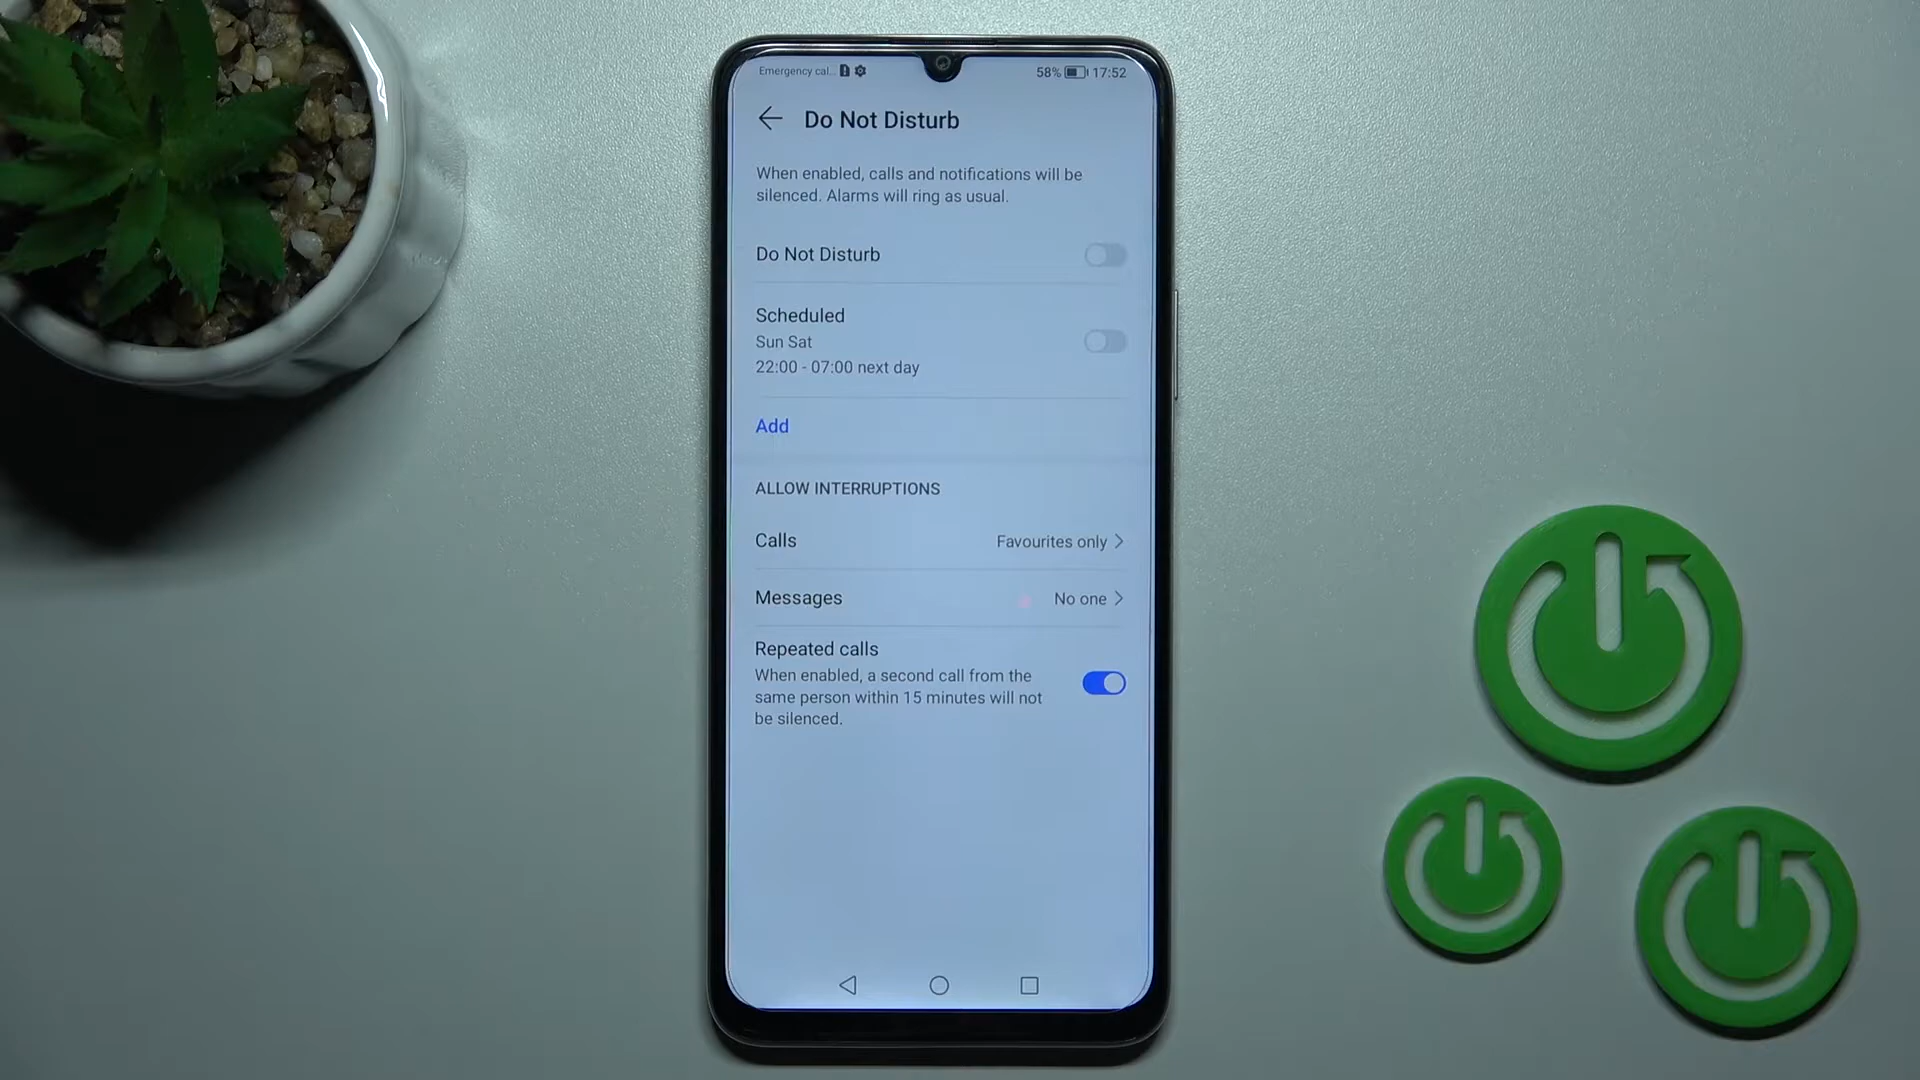 Emergency cal...
58% 17:52
Do Not Disturb
When enabled, calls and notifications will be
silenced. Alarms will ring as usual.
Do Not Disturb
Scheduled
Sun Sat
22:00 - 07:00 next day
Add
ALLOW INTERRUPTIONS
Calls Favourites only
Messages No one
Repeated calls
When enabled, a second call from the
same person within 15 minutes will not
be silenced.